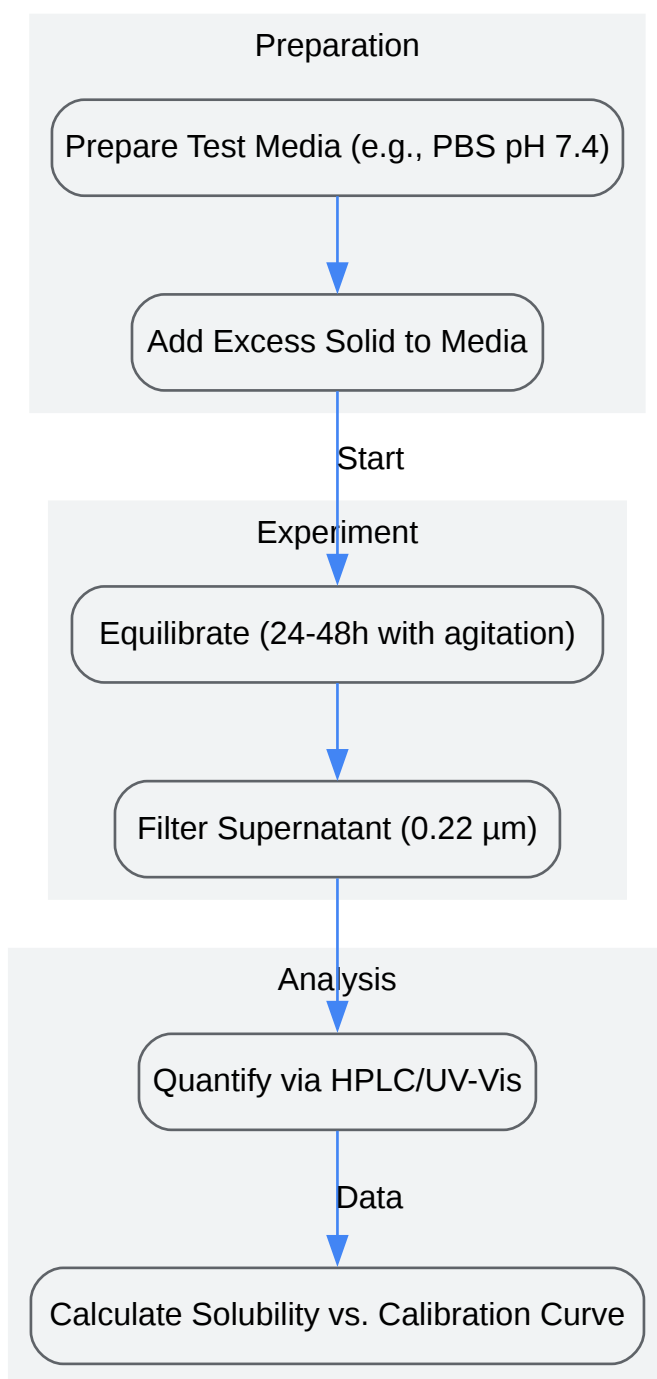 Preparation
Prepare Test Media (e.g., PBS pH 7.4)
Add Excess Solid to Media
Start
Experiment
Equilibrate (24-48h with agitation)
Filter Supernatant (0.22 µm)
Analysis
Quantify via HPLC/UV-Vis
Data
Calculate Solubility vs. Calibration Curve